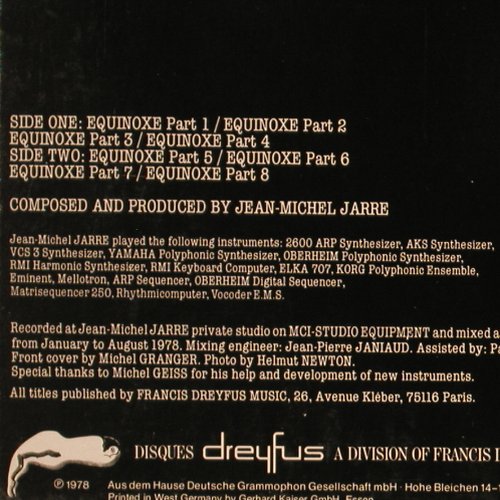 SIDE ONE: EQUINOXE Part 1 / EQUINOXE Part 2
EQUINOXE Part 3 / EQUINOXE Part 4
SIDE TWO: EQUINOXE Part 5 / EQUINOXE Part 6
EQUINOXE Part 7 / EQUINOXE Part 8
COMPOSED AND PRODUCED BY JEAN-MICHEL JARRE
Jean-Michel JARRE played the following instruments: 2600 ARP Synthesizer, AKS Synthesizer,
VCS 3 Synthesizer, YAMAHA Polyphonic Synthesizer, OBERHEIM Polyphonic Synthesizer,
RMI Harmonic Synthesizer, RMI Keyboard Computer, ELKA 707, KORG Polyphonic Ensemble,
Eminent, Mellotron, ARP Sequencer, OBERHEIM Digital Sequencer,
Matrisequencer 250, Rhythmicomputer, Vocoder E.M.S.
Recorded at Jean-Michel JARRE private studio on MCI-STUDIO EQUIPMENT and mixed a
from January to August 1978. Mixing engineer: Jean-Pierre JANIAUD. Assisted by: Pa
Front cover by Michel GRANGER. Photo by Helmut NEWTON.
Special thanks to Michel GEISS for his help and development of new instruments.
All titles published by FRANCIS DREYFUS MUSIC, 26, Avenue Kléber, 75116 Paris.
DISQUES dreyfus A DIVISION OF FRANCIS D
℗ 1978 Aus dem Hause Deutsche Grammophon Gesellschaft mbH · Hohe Bleichen 14-1
Printed in West Germany by Gerhard Kaiser GmbH, Essen